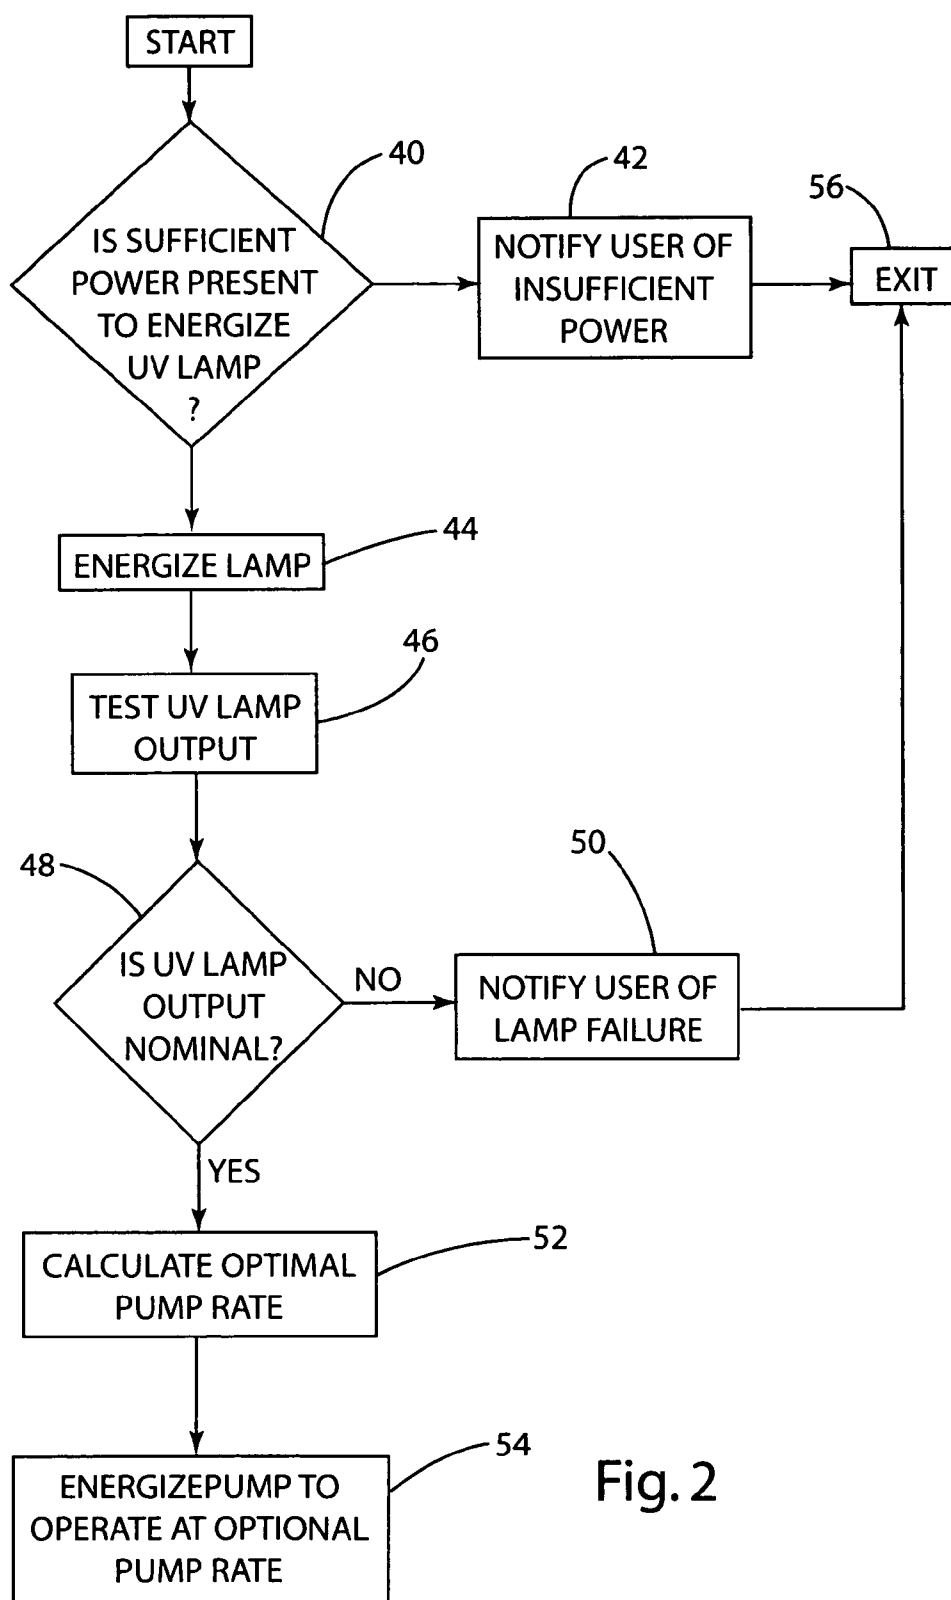 START
40
IS SUFFICIENT
POWER PRESENT
TO ENERGIZE
UV LAMP
?
42
NOTIFY USER OF
INSUFFICIENT
POWER
56
EXIT
44
ENERGIZE LAMP
46
TEST UV LAMP
OUTPUT
48
IS UV LAMP
OUTPUT
NOMINAL?
NO
50
NOTIFY USER OF
LAMP FAILURE
YES
52
CALCULATE OPTIMAL
PUMP RATE
54
ENERGIZEPUMP TO
OPERATE AT OPTIONAL
PUMP RATE
Fig. 2